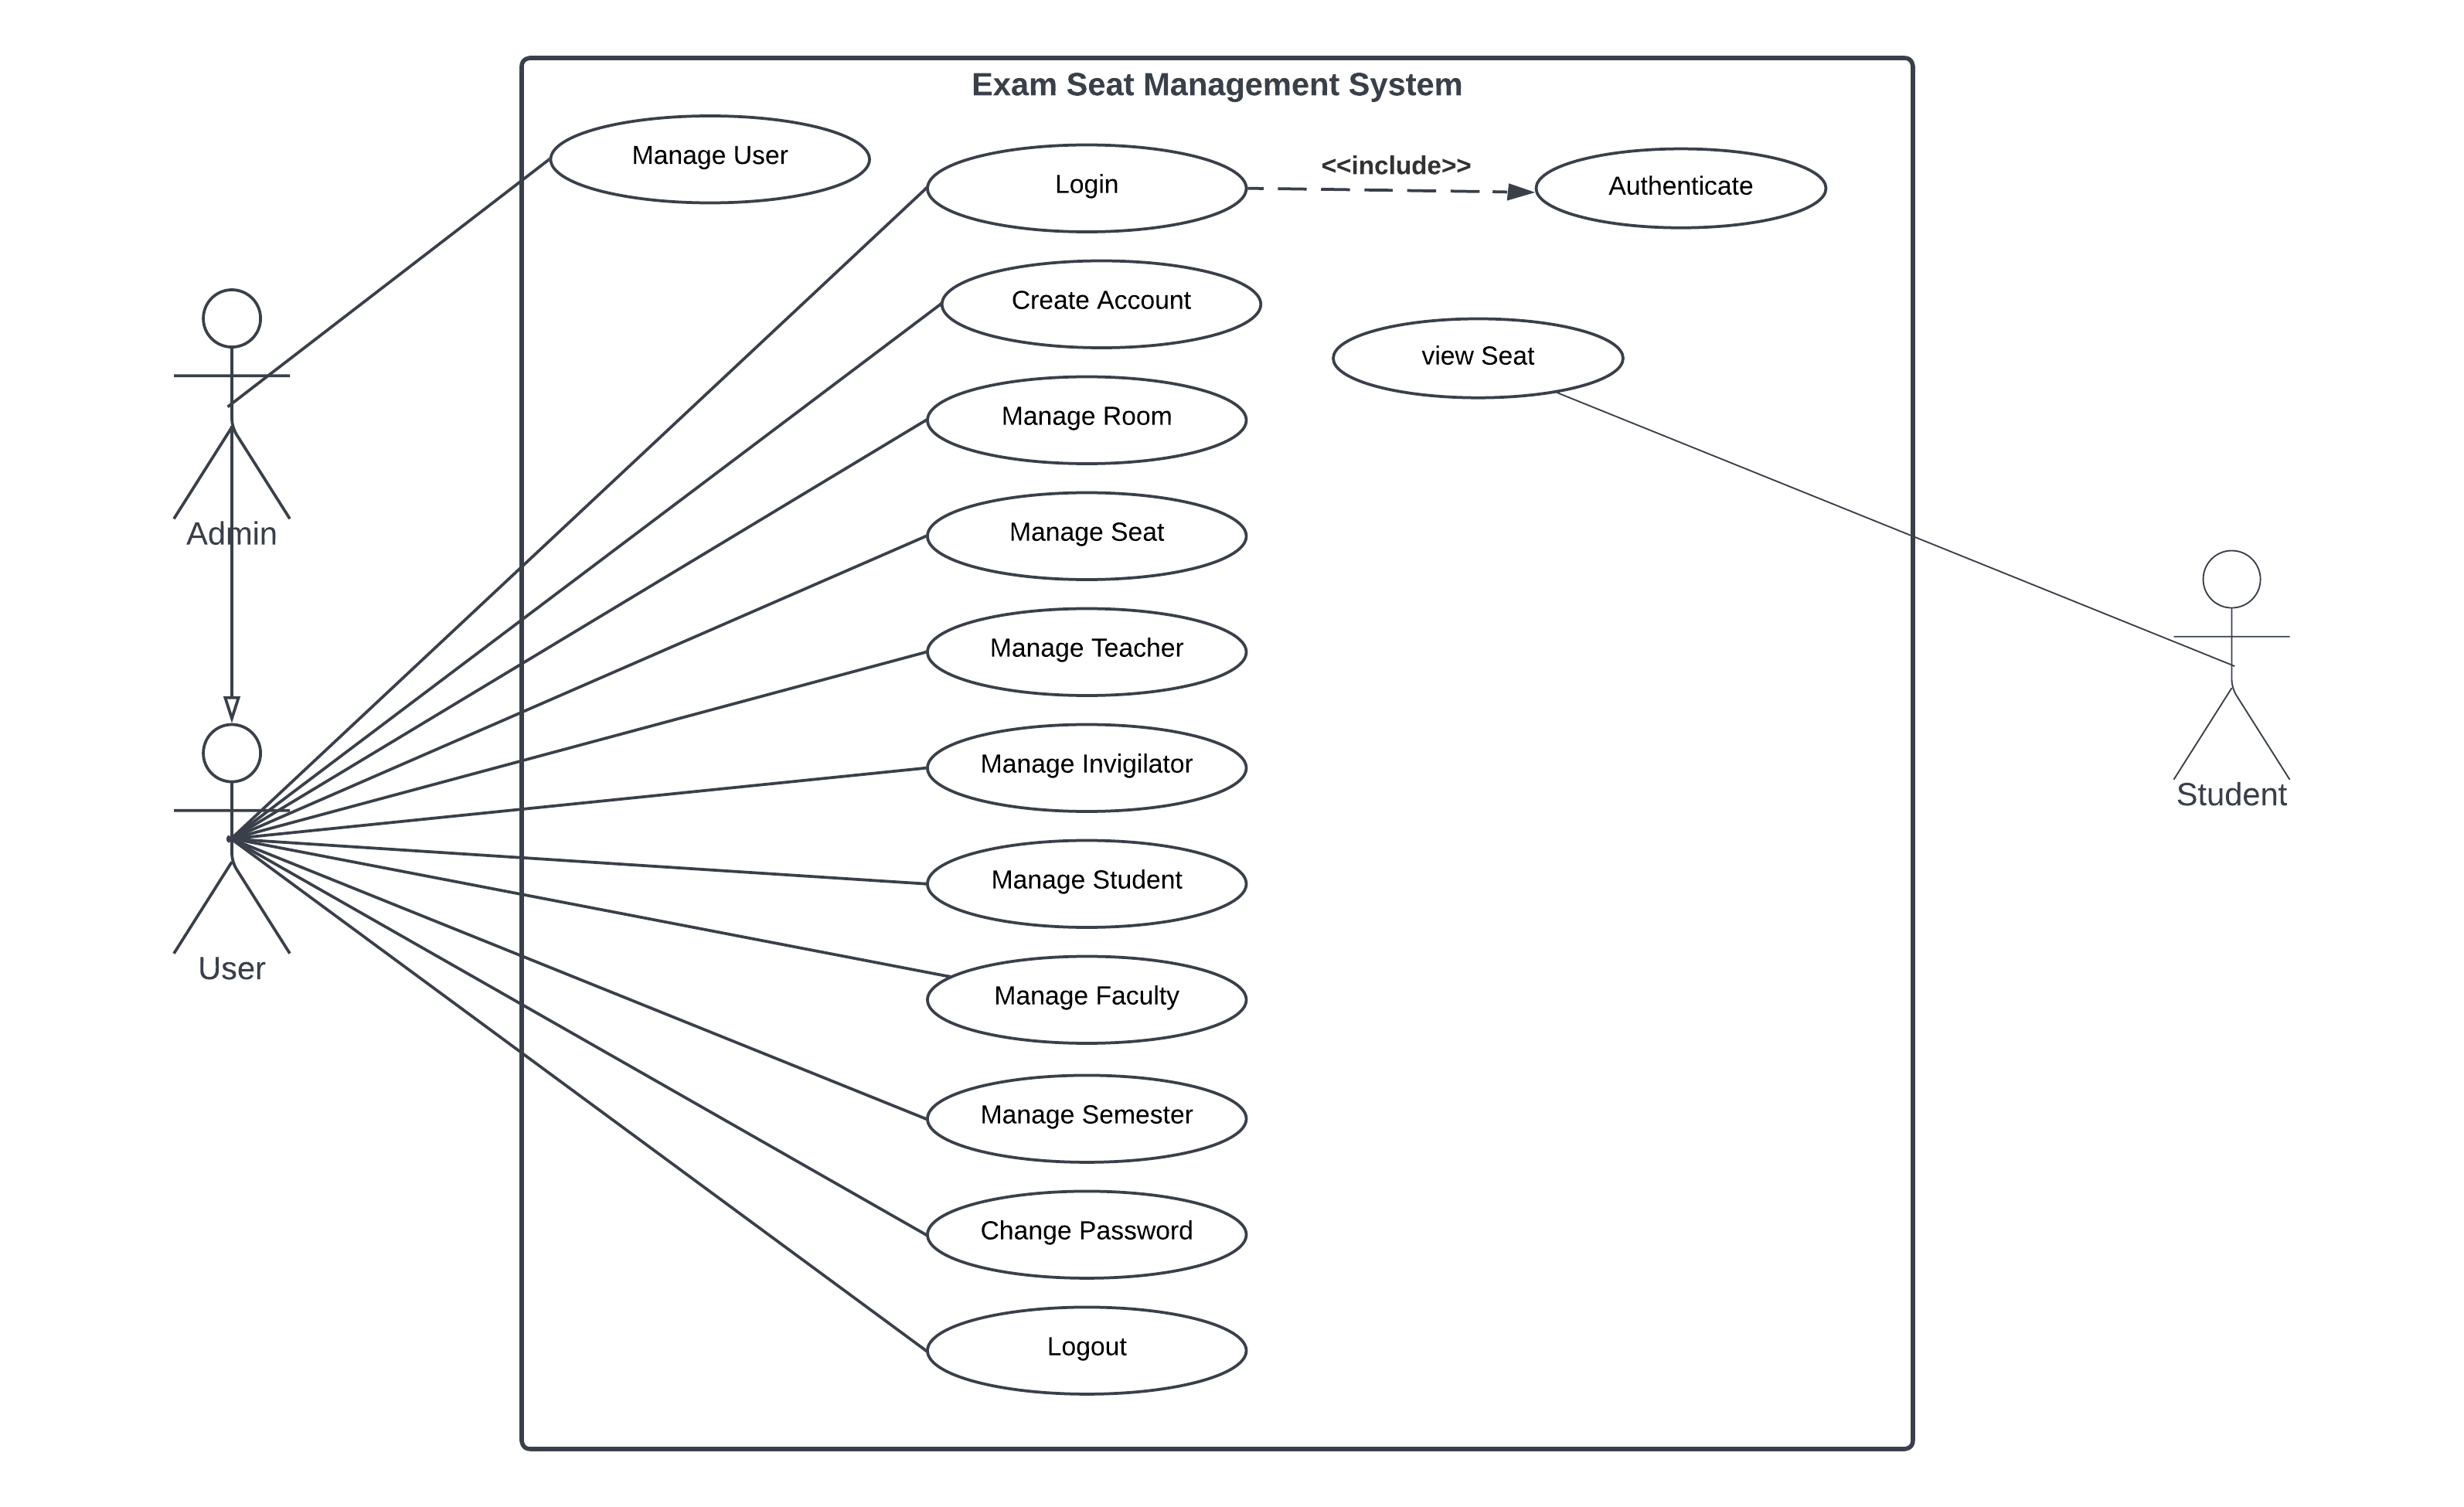 Exam Seat Management System
Manage User
Login
<<include>>
Authenticate
Create Account
view Seat
Manage Room
Admin
Manage Seat
Manage Teacher
Manage Invigilator
Student
Manage Student
User
Manage Faculty
Manage Semester
Change Password
Logout